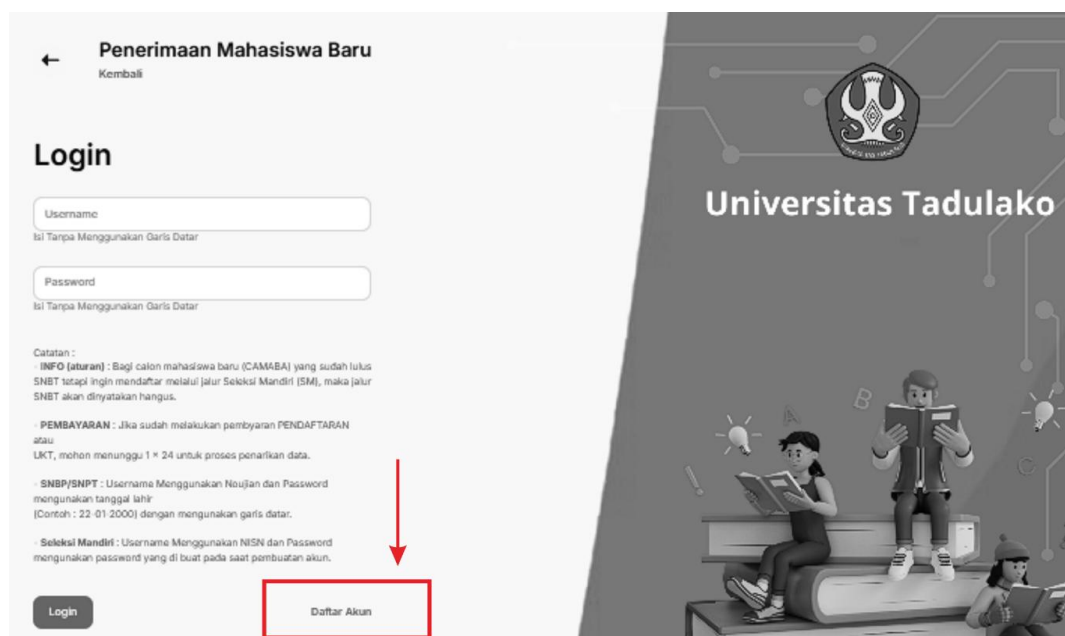 Penerimaan Mahasiswa Baru
Kembali
Login
Username
Isi Tanpa Menggunakan Garis Datar
Password
Isi Tanpa Menggunakan Garis Datar
Catatan :
- INFO (aturan) : Bagi calon mahasiswa baru (CAMABA) yang sudah lulus
SNBT tetapi ingin mendaftar melalui jalur Seleksi Mandiri (SM), maka jalur
SNBT akan dinyatakan hangus.
- PEMBAYARAN : Jika sudah melakukan pembyaran PENDAFTARAN
atau
UKT, mohon menunggu 1 x 24 untuk proses penarikan data.
- SNBP/SNPT : Username Menggunakan Noujian dan Password
mengunakan tanggal lahir
(Contoh : 22-01-2000) dengan mengunakan garis datar.
- Seleksi Mandiri : Username Menggunakan NISN dan Password
mengunakan password yang di buat pada saat pembuatan akun.
Login
Daftar Akun
Universitas Tadulako
A
B
C